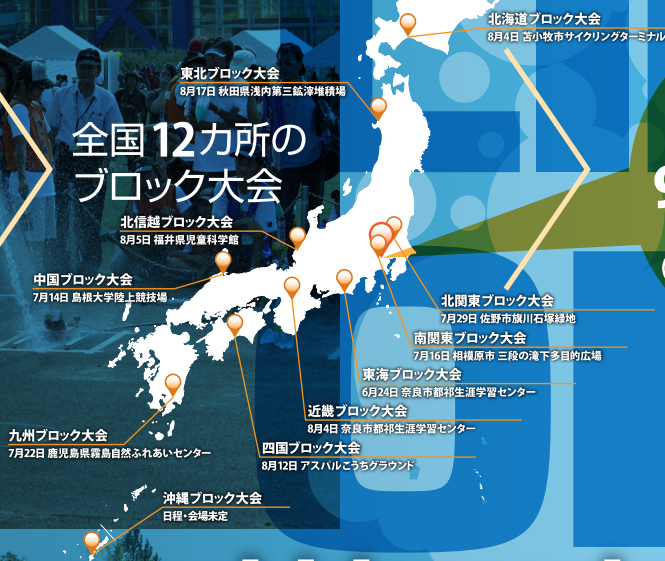 北海道ブロック大会
8月4日 苫小牧市サイクリングターミナル
東北ブロック大会
8月17日 秋田県浅内第三鉱滓堆積場
全国12カ所の
ブロック大会
北信越ブロック大会
8月5日 福井県児童科学館
中国ブロック大会
7月14日 島根大学陸上競技場
北関東ブロック大会
7月29日 佐野市旗川石塚緑地
南関東ブロック大会
7月16日 相模原市 三段の滝下多目的広場
東海ブロック大会
6月24日 奈良市都祁生涯学習センター
近畿ブロック大会
8月4日 奈良市都祁生涯学習センター
九州ブロック大会
7月22日 鹿児島県霧島自然ふれあいセンター
四国ブロック大会
8月12日 アスパルこうちグラウンド
沖縄ブロック大会
日程・会場未定